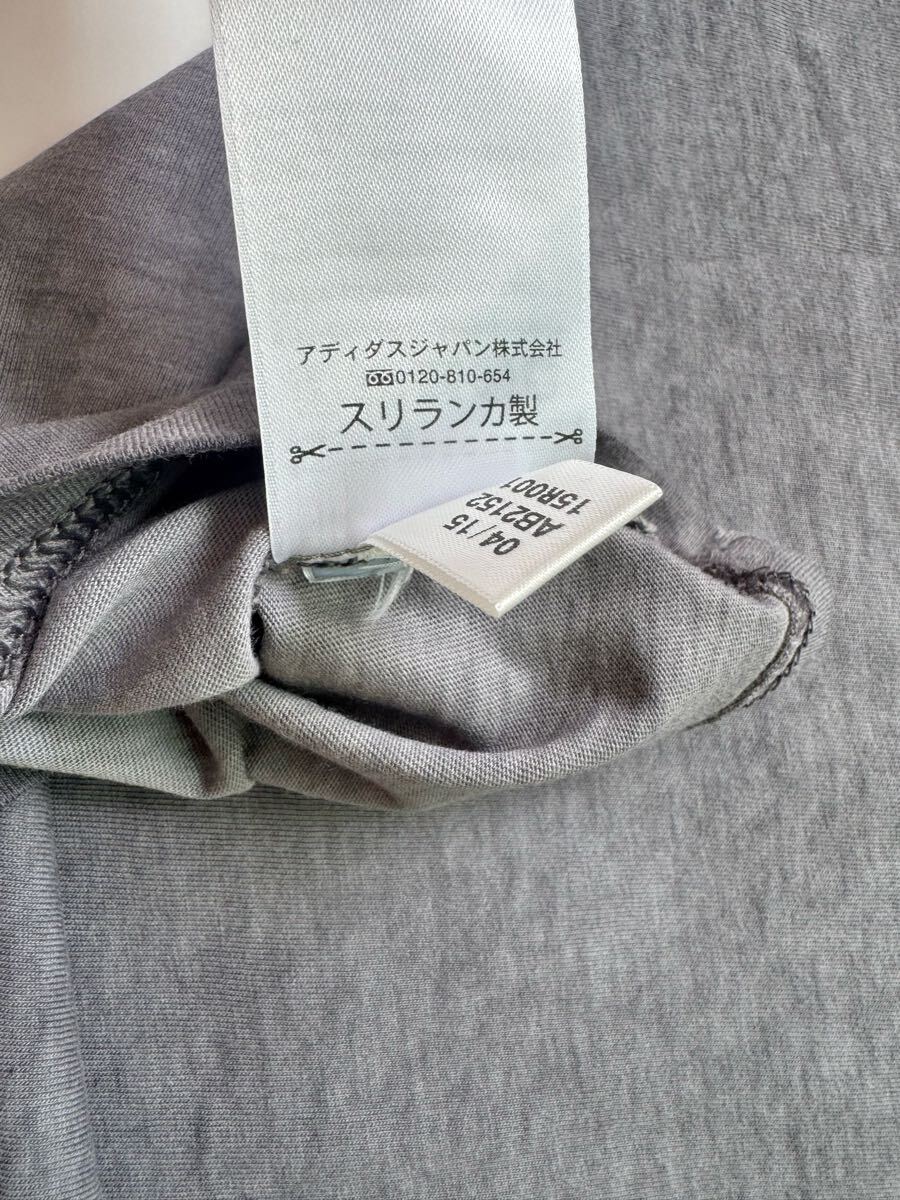 アディダスジャパン株式会社
0120-810-654
スリランカ製
04/15
AB2152
15R001